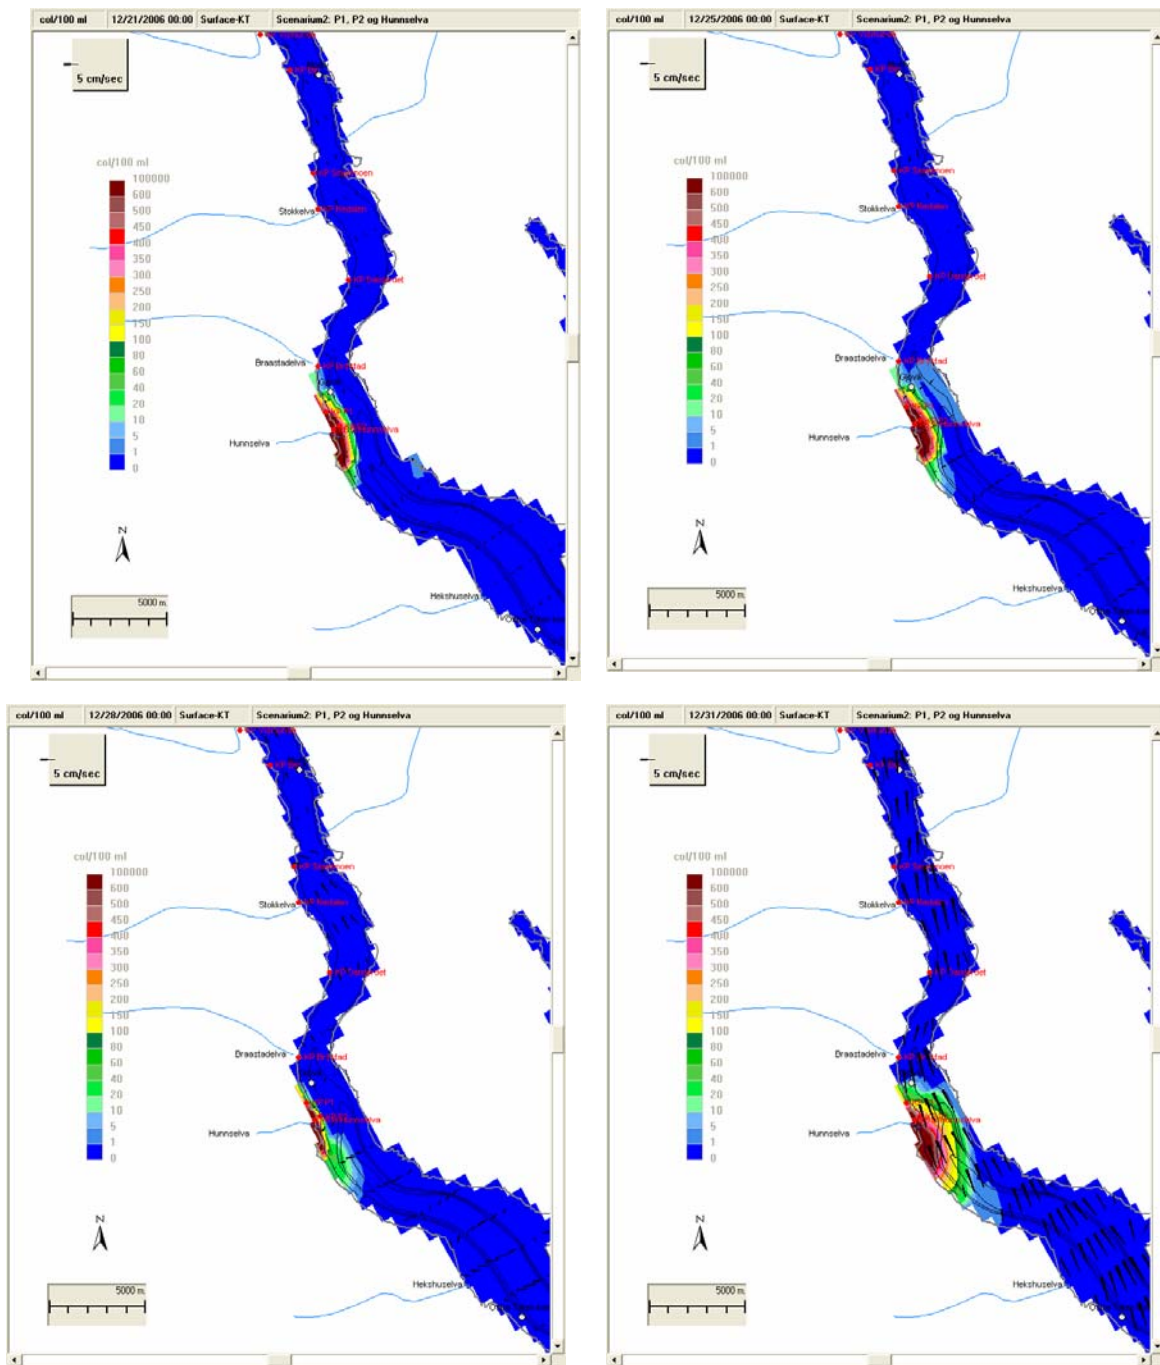 col/100 ml 12/21/2006 00:00 Surface-KT Scenarium2: P1, P2 og Hunnselva
5 cm/sec
col/100 ml
100000
600
500
450
400
350
300
250
200
150
100
80
60
40
20
10
5
1
0
Stokkelva
Braastadelva
Hunnselva
N
5000 m.
Hekshuselva
col/100 ml 12/25/2006 00:00 Surface-KT Scenarium2: P1, P2 og Hunnselva
5 cm/sec
col/100 ml
100000
600
500
450
400
350
300
250
200
150
100
80
60
40
20
10
5
1
0
Stokkelva
Braastadelva
Hunnselva
N
5000 m.
Hekshuselva
col/100 ml 12/28/2006 00:00 Surface-KT Scenarium2: P1, P2 og Hunnselva
5 cm/sec
col/100 ml
100000
600
500
450
400
350
300
250
200
150
100
80
60
40
20
10
5
1
0
Stokkelva
Braastadelva
Hunnselva
N
5000 m.
Hekshuselva
col/100 ml 12/31/2006 00:00 Surface-KT Scenarium2: P1, P2 og Hunnselva
5 cm/sec
col/100 ml
100000
600
500
450
400
350
300
250
200
150
100
80
60
40
20
10
5
1
0
Stokkelva
Braastadelva
Hunnselva
N
5000 m.
Hekshuselva